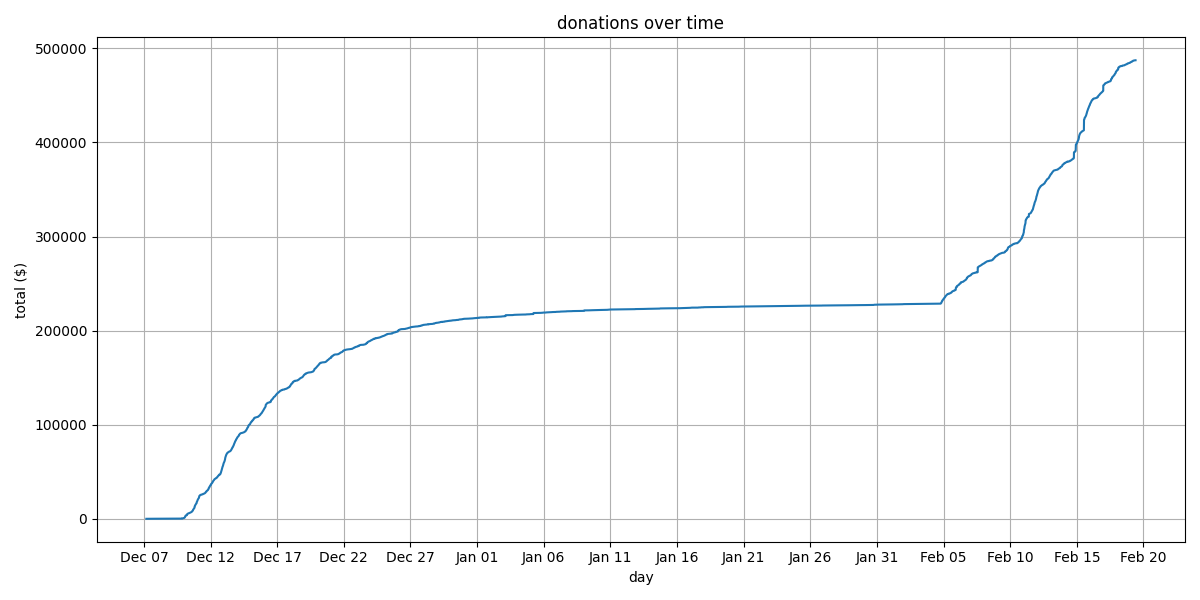 donations over time
total ($)
500000
400000
300000
200000
100000
0
Dec 07 Dec 12 Dec 17 Dec 22 Dec 27 Jan 01 Jan 06 Jan 11 Jan 16 Jan 21 Jan 26 Jan 31 Feb 05 Feb 10 Feb 15 Feb 20
day